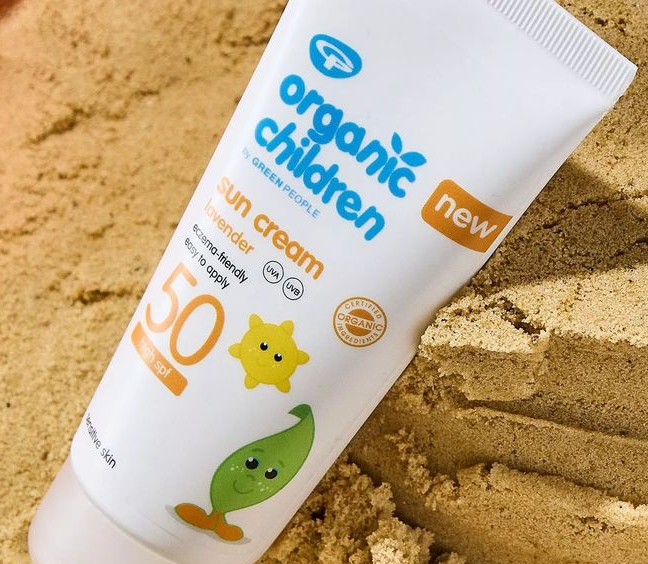 organic
children
by GREEN PEOPLE
new
sun cream
lavender
eczema-friendly
easy to apply
UVA
UVB
50
high spf
CERTIFIED
ORGANIC
INGREDIENTS
sensitive skin